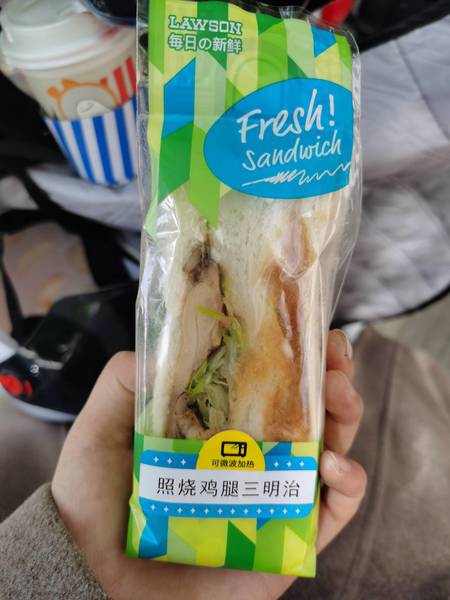 LAWSON
毎日の新鲜
Fresh!
Sandwich
可微波加热
照烧鸡腿三明治